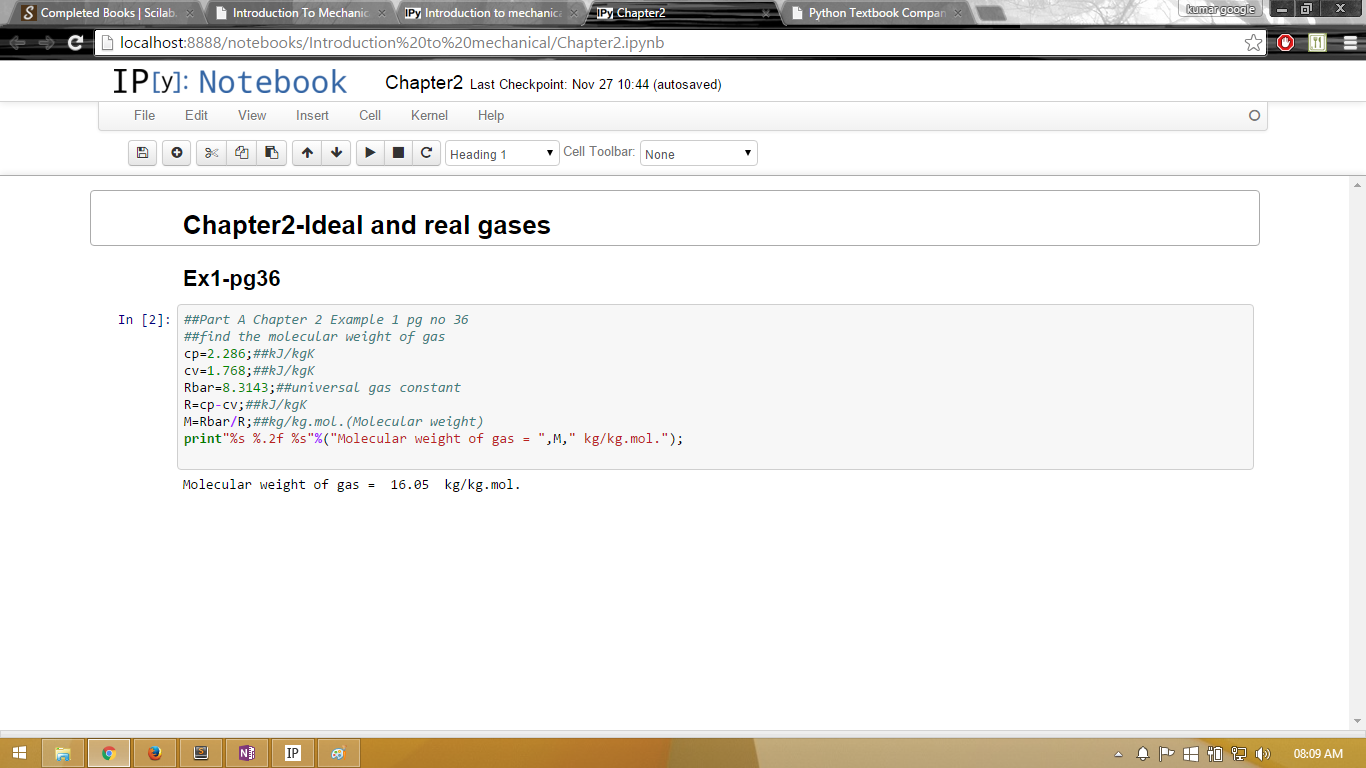 Completed Books | Scilab
Introduction To Mechanic
IPy Introduction to mechanic
IPy Chapter2
Python Textbook Compan
kumar google
localhost:8888/notebooks/Introduction%20to%20mechanical/Chapter2.ipynb
IP[y]: Notebook
Chapter2 Last Checkpoint: Nov 27 10:44 (autosaved)
File Edit View Insert Cell Kernel Help
Heading 1 Cell Toolbar: None
Chapter2-Ideal and real gases
Ex1-pg36
In [2]: ##Part A Chapter 2 Example 1 pg no 36
##find the molecular weight of gas
cp=2.286;##kJ/kgK
cv=1.768;##kJ/kgK
Rbar=8.3143;##universal gas constant
R=cp-cv;##kJ/kgK
M=Rbar/R;##kg/kg.mol.(Molecular weight)
print"%s %.2f %s"%("Molecular weight of gas = ",M," kg/kg.mol.");
Molecular weight of gas =  16.05  kg/kg.mol.
IP
08:09 AM